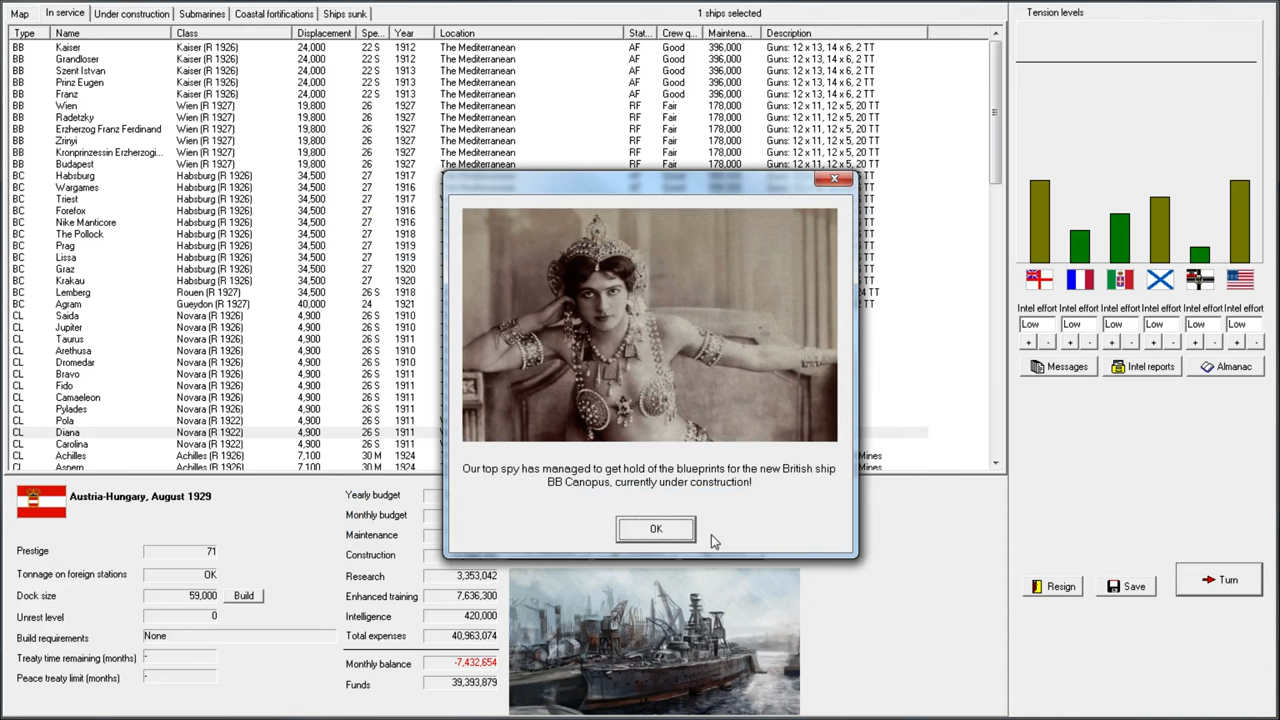 Map In service Under construction Submarines Coastal fortifications Ships sunk 1 ships selected Tension levels
Type Name Class Displacement Spe... Year Location Stat... Crew q... Maintena... Description
BB Kaiser Kaiser (R 1926) 24,000 22 S 1912 The Mediterranean AF Good 396,000 Guns: 12 x 13, 14 x 6, 2 TT
BB Grandloser Kaiser (R 1926) 24,000 22 S 1912 The Mediterranean AF Good 396,000 Guns: 12 x 13, 14 x 6, 2 TT
BB Szent Istvan Kaiser (R 1926) 24,000 22 S 1913 The Mediterranean AF Good 396,000 Guns: 12 x 13, 14 x 6, 2 TT
BB Prinz Eugen Kaiser (R 1926) 24,000 22 S 1913 The Mediterranean AF Good 396,000 Guns: 12 x 13, 14 x 6, 2 TT
BB Franz Kaiser (R 1926) 24,000 22 S 1913 The Mediterranean AF Good 396,000 Guns: 12 x 13, 14 x 6, 2 TT
BB Wien Wien (R 1927) 19,800 26 1927 The Mediterranean RF Fair 178,000 Guns: 12 x 11, 12 x 5, 20 TT
BB Radetzky Wien (R 1927) 19,800 26 1927 The Mediterranean RF Fair 178,000 Guns: 12 x 11, 12 x 5, 20 TT
BB Erzherzog Franz Ferdinand Wien (R 1927) 19,800 26 1927 The Mediterranean RF Fair 178,000 Guns: 12 x 11, 12 x 5, 20 TT
BB Zrinyi Wien (R 1927) 19,800 26 1927 The Mediterranean RF Fair 178,000 Guns: 12 x 11, 12 x 5, 20 TT
BB Kronprinzessin Erzherzogi... Wien (R 1927) 19,800 26 1927 The Mediterranean RF Fair 178,000 Guns: 12 x 11, 12 x 5, 20 TT
BB Budapest Wien (R 1927) 19,800 26 1927 The Mediterranean RF Fair 178,000 Guns: 12 x 11, 12 x 5, 20 TT
BC Habsburg Habsburg (R 1926) 34,500 27 1916 TT
BC Wargames Habsburg (R 1926) 34,500 27 1916 TT
BC Triest Habsburg (R 1926) 34,500 27 1917 TT
BC Forefox Habsburg (R 1926) 34,500 27 1916 TT
BC Nike Manticore Habsburg (R 1926) 34,500 27 1916 TT
BC The Pollock Habsburg (R 1926) 34,500 27 1917 TT
BC Prag Habsburg (R 1926) 34,500 27 1919 TT
BC Lissa Habsburg (R 1926) 34,500 27 1919 TT
BC Graz Habsburg (R 1926) 34,500 27 1920 TT
BC Krakau Habsburg (R 1926) 34,500 27 1920 TT
BC Lemberg Rouen (R 1927) 34,500 26 S 1918 TT
BC Agram Gueydon (R 1927) 40,000 24 1921 TT
CL Saida Novara (R 1926) 4,900 26 S 1910
CL Jupiter Novara (R 1926) 4,900 26 S 1910
CL Taurus Novara (R 1926) 4,900 26 S 1911
CL Arethusa Novara (R 1926) 4,900 26 S 1910
CL Dromedar Novara (R 1926) 4,900 26 S 1910
CL Bravo Novara (R 1926) 4,900 26 S 1911
CL Fido Novara (R 1926) 4,900 26 S 1911
CL Camaeleon Novara (R 1926) 4,900 26 S 1911
CL Pylades Novara (R 1926) 4,900 26 S 1911
CL Pola Novara (R 1922) 4,900 26 S 1911
CL Diana Novara (R 1922) 4,900 26 S 1911
CL Carolina Novara (R 1922) 4,900 26 S 1911
CL Achilles Achilles (R 1926) 7,100 26 M 1924 Mines
CL Aspern Achilles (R 1926) 7,100 26 M 1924 Mines
Our top spy has managed to get hold of the blueprints for the new British ship
BB Canopus, currently under construction!
OK
Intel effort Intel effort Intel effort Intel effort Intel effort Intel effort
Low Low Low Low Low Low
+ - + - + - + - + - + -
Messages Intel reports Almanac
Austria-Hungary, August 1929
Prestige 71
Tonnage on foreign stations OK
Dock size 59,000 Build
Unrest level 0
Build requirements None
Treaty time remaining (months) -
Peace treaty limit (months) -
Yearly budget
Monthly budget
Maintenance
Construction
Research 3,353,042
Enhanced training 7,636,300
Intelligence 420,000
Total expenses 40,963,074
Monthly balance -7,432,654
Funds 39,393,879
Resign Save Turn